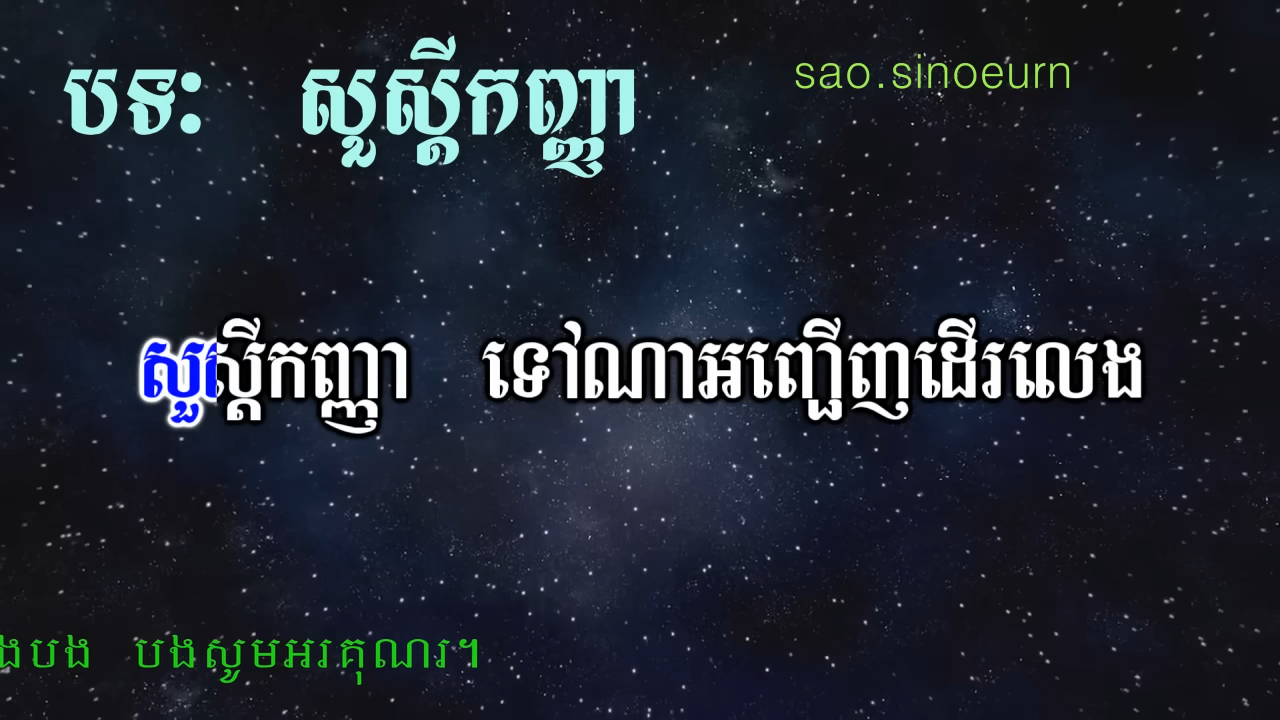 បទ: សួស្តីកញ្ញា
sao.sinoeurn
សួស្តីកញ្ញា ទៅណាអញ្ជើញដើរលេង
ងបង បងសូមអរគុណរ។